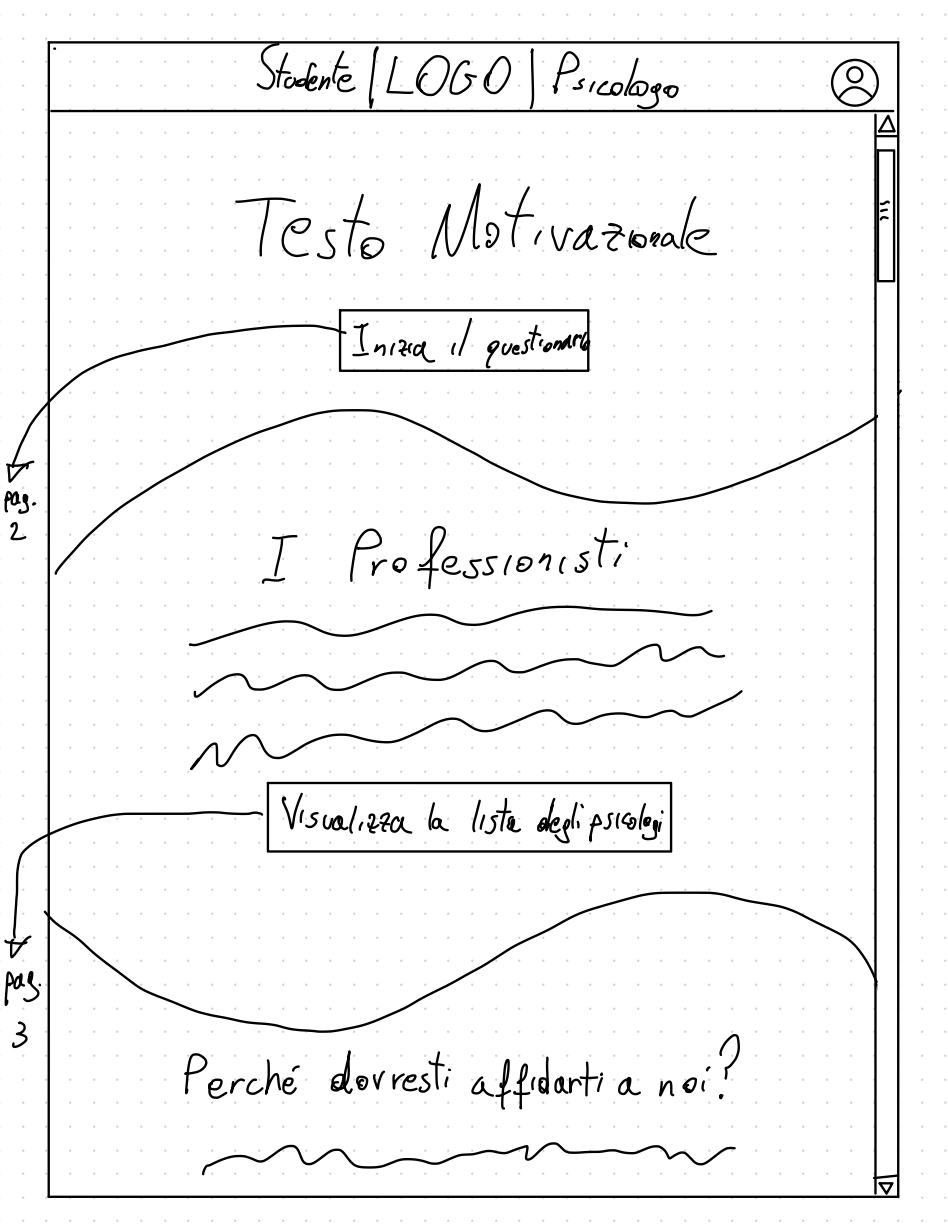 Studente | LOGO | Psicologo
Testo Motivazionale
Inizia il questionario
pag.
2
I Professionisti
Visualizza la lista degli psicologi
pag.
3
Perché dovresti affidarti a noi?